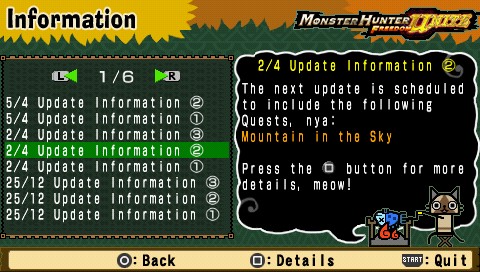 Information
MONSTER HUNTER
FREEDOM UNITE
L 1/6 R
5/4 Update Information ②
5/4 Update Information ①
2/4 Update Information ③
2/4 Update Information ②
2/4 Update Information ①
25/12 Update Information ③
25/12 Update Information ②
25/12 Update Information ①
2/4 Update Information ②
The next update is scheduled
to include the following
Quests, nya:
Mountain in the Sky
Press the □ button for more
details, meow!
○: Back
□: Details
START: Quit